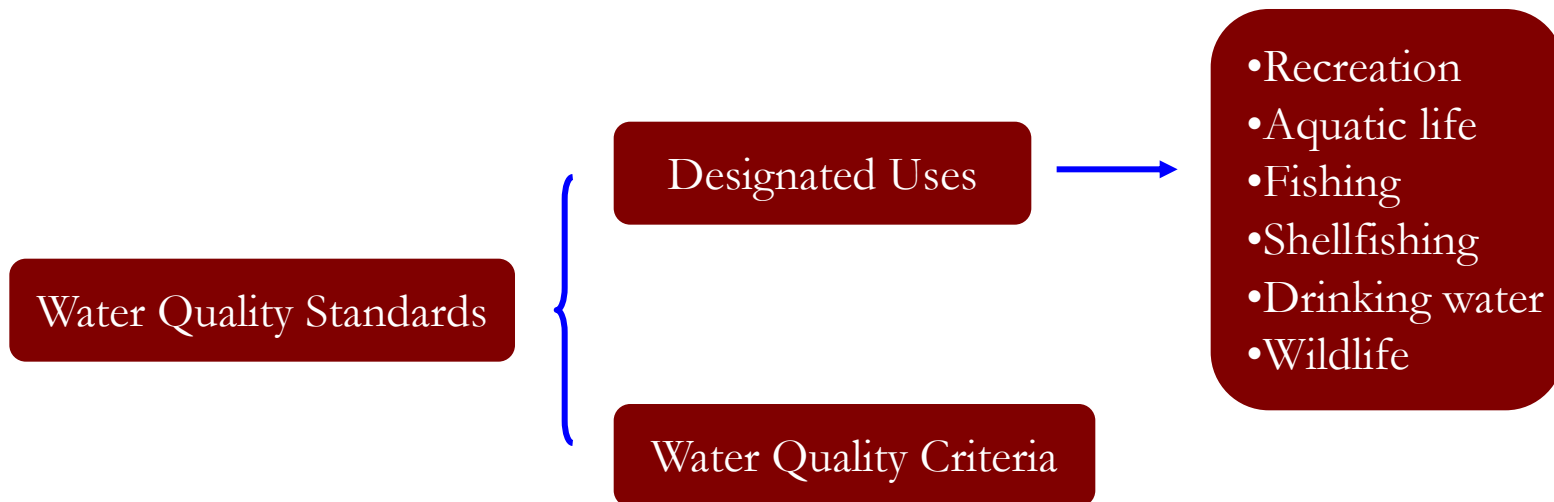 Water Quality Standards
Designated Uses
Water Quality Criteria
•Recreation
•Aquatic life
•Fishing
•Shellfishing
•Drinking water
•Wildlife